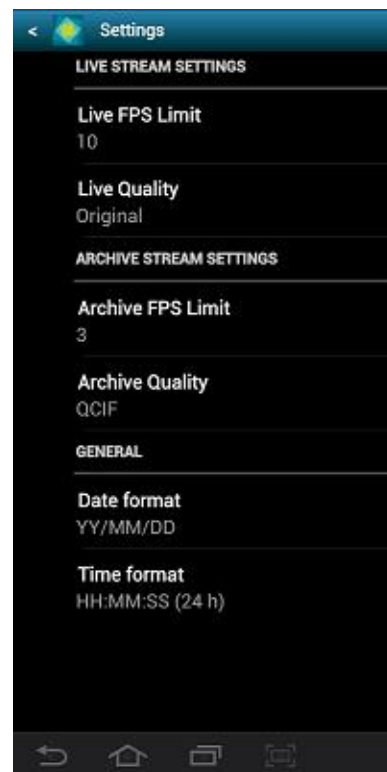 < Settings
LIVE STREAM SETTINGS
Live FPS Limit
10
Live Quality
Original
ARCHIVE STREAM SETTINGS
Archive FPS Limit
3
Archive Quality
QCIF
GENERAL
Date format
YY/MM/DD
Time format
HH:MM:SS (24 h)